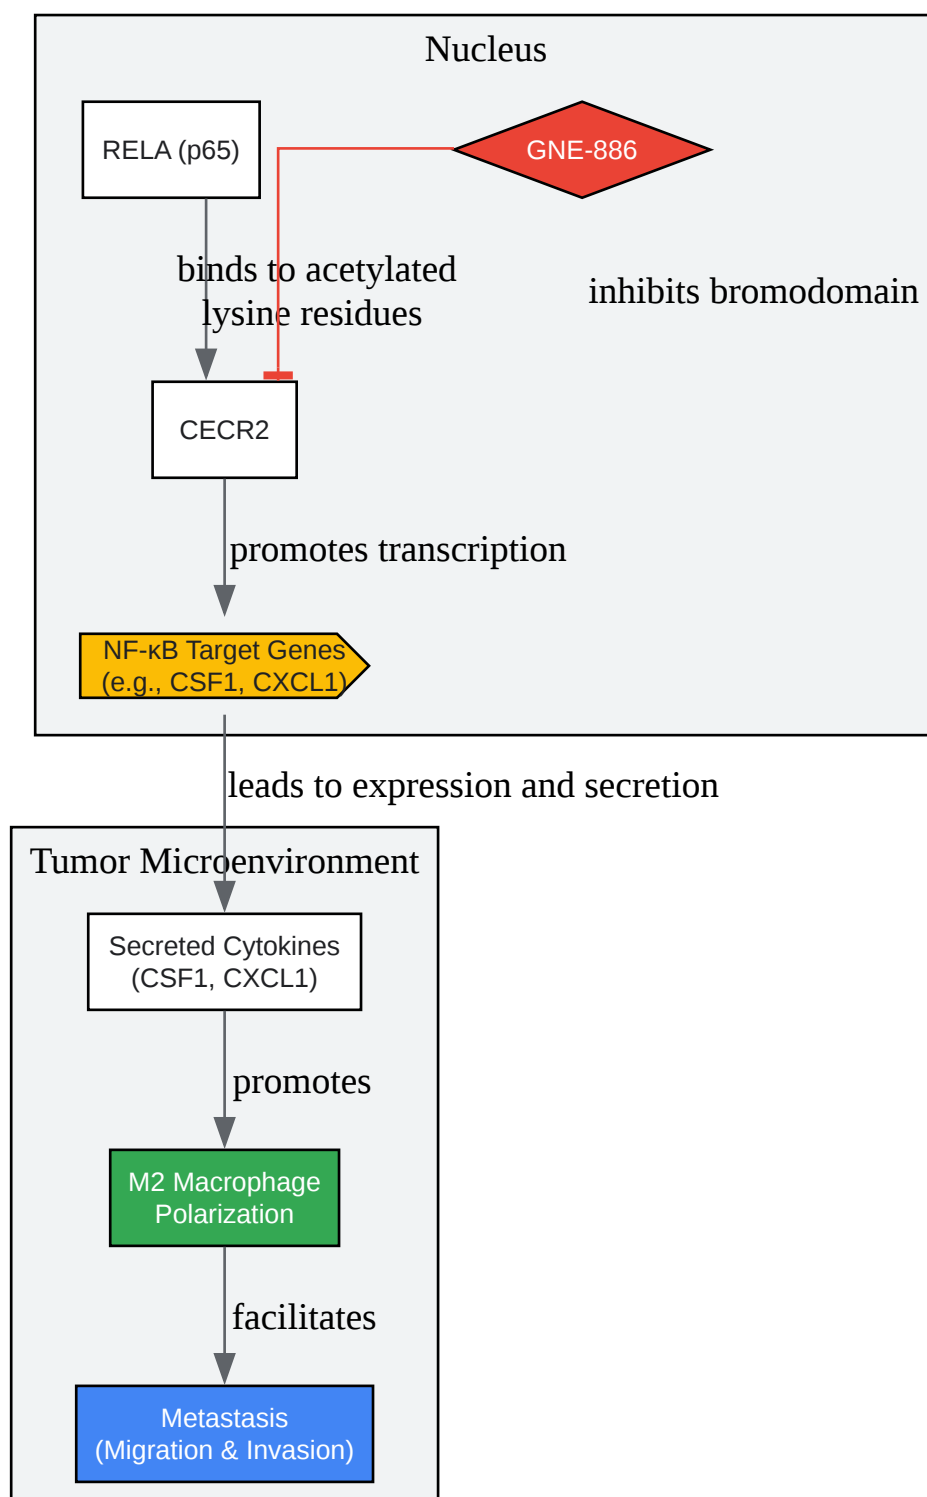 Nucleus
RELA (p65)
GNE-886
binds to acetylated
lysine residues
inhibits bromodomain
CECR2
promotes transcription
NF-κB Target Genes
(e.g., CSF1, CXCL1)
leads to expression and secretion
Tumor Microenvironment
Secreted Cytokines
(CSF1, CXCL1)
promotes
M2 Macrophage
Polarization
facilitates
Metastasis
(Migration & Invasion)